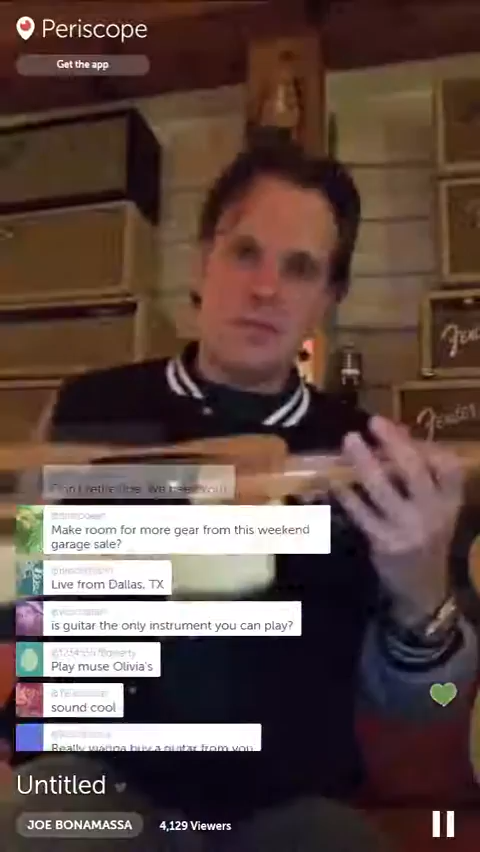 Periscope
Get the app
Fender
Fender
Make room for more gear from this weekend
garage sale?
Live from Dallas, TX
is guitar the only instrument you can play?
Play muse Olivia's
sound cool
Really wanna buy a guitar from you
Untitled
JOE BONAMASSA
4,129 Viewers